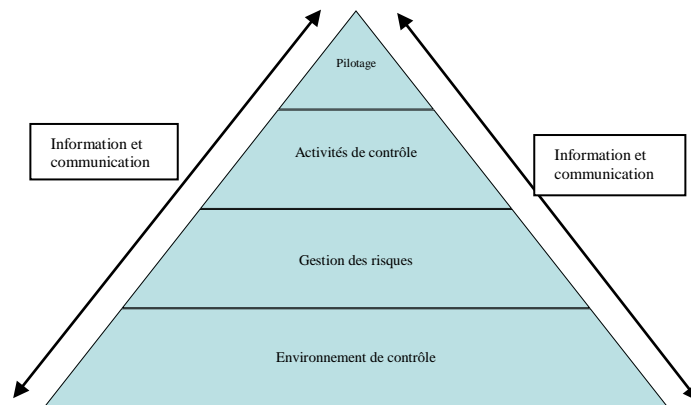 Pilotage
Information et
communication
Activités de contrôle
Information et
communication
Gestion des risques
Environnement de contrôle